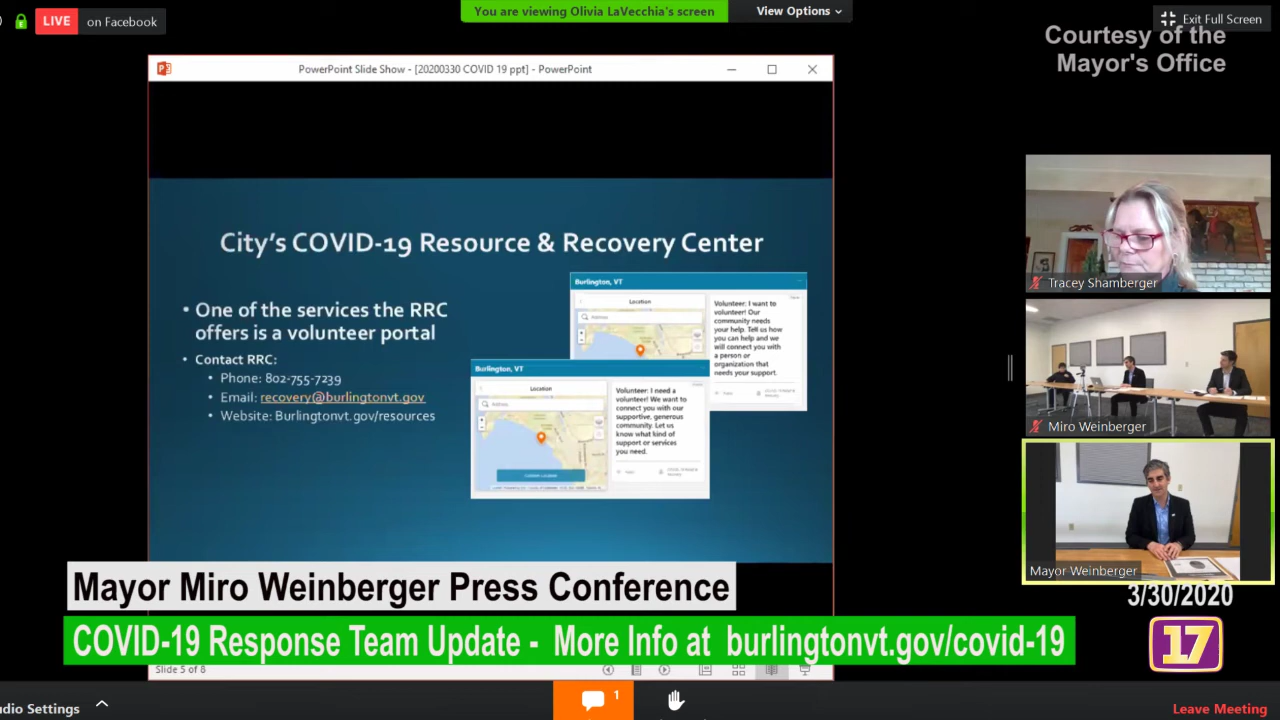 LIVE on Facebook
You are viewing Olivia LaVecchia's screen
View Options
Exit Full Screen
Courtesy of the
Mayor's Office
PowerPoint Slide Show - [20200330 COVID 19 ppt] - PowerPoint
City's COVID-19 Resource & Recovery Center
• One of the services the RRC
offers is a volunteer portal
• Contact RRC:
• Phone: 802-755-7239
• Email: recovery@burlingtonvt.gov
• Website: Burlingtonvt.gov/resources
Burlington, VT
Location
Address
Volunteer: I want to
volunteer! Our
community needs
your help. Tell us how
you can help and we
will connect you with
a person or
organization that
needs your support.
Burlington, VT
Location
Address
Volunteer: I need a
volunteer! We want to
connect you with our
supportive, generous
community. Let us
know what kind of
support or services
you need.
Tracey Shamberger
Miro Weinberger
Mayor Weinberger
Mayor Miro Weinberger Press Conference
3/30/2020
COVID-19 Response Team Update - More Info at burlingtonvt.gov/covid-19
17
Slide 5 of 8
udio Settings
1
Leave Meeting